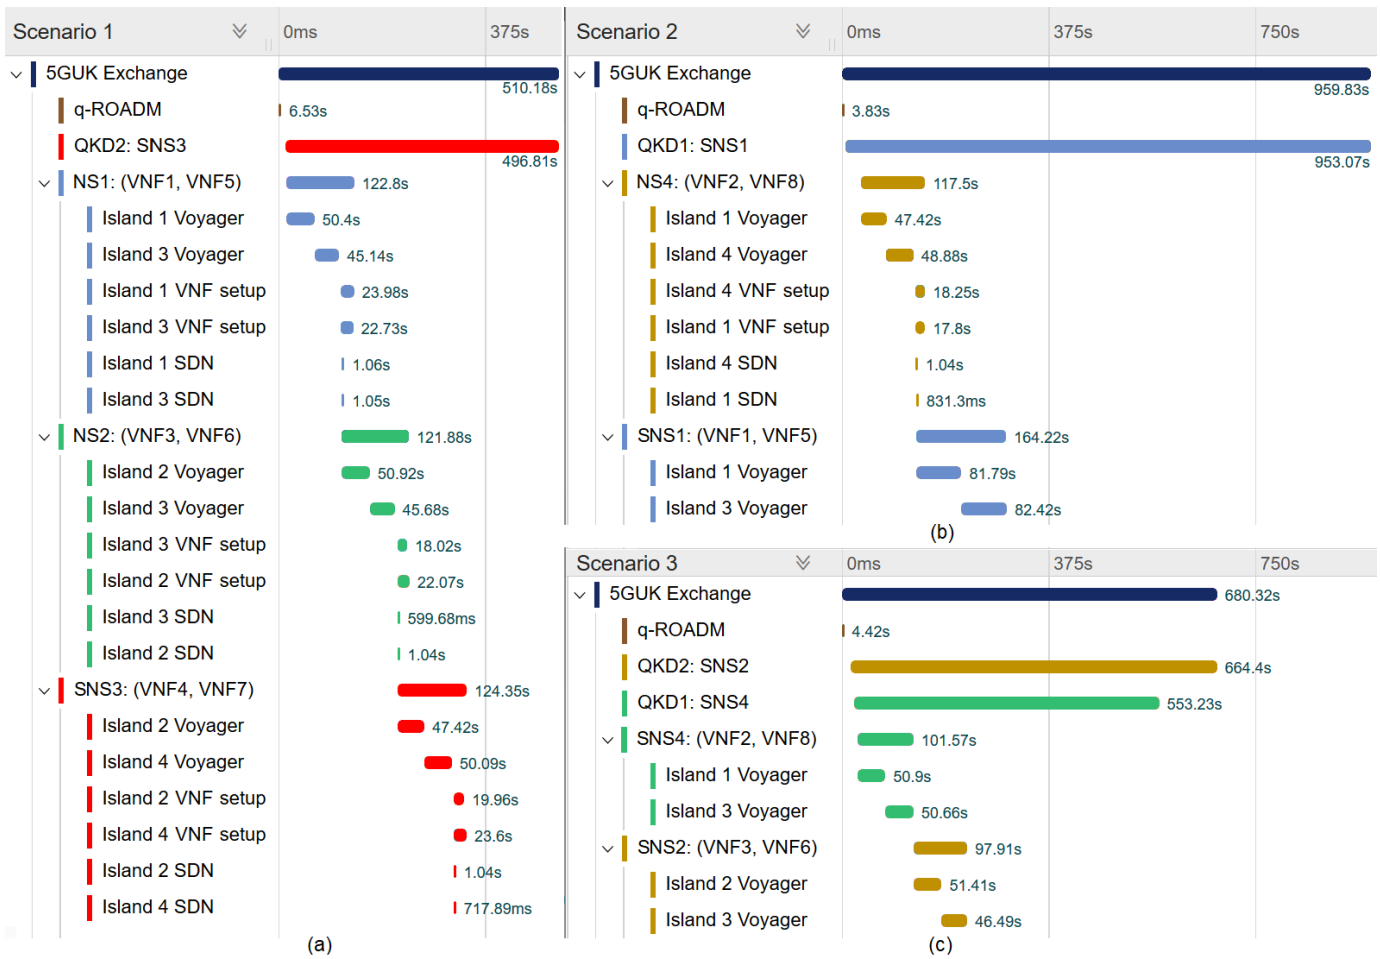 Scenario 1 0ms 375s
5GUK Exchange 510.18s
q-ROADM 6.53s
QKD2: SNS3 496.81s
NS1: (VNF1, VNF5) 122.8s
Island 1 Voyager 50.4s
Island 3 Voyager 45.14s
Island 1 VNF setup 23.98s
Island 3 VNF setup 22.73s
Island 1 SDN 1.06s
Island 3 SDN 1.05s
NS2: (VNF3, VNF6) 121.88s
Island 2 Voyager 50.92s
Island 3 Voyager 45.68s
Island 3 VNF setup 18.02s
Island 2 VNF setup 22.07s
Island 3 SDN 599.68ms
Island 2 SDN 1.04s
SNS3: (VNF4, VNF7) 124.35s
Island 2 Voyager 47.42s
Island 4 Voyager 50.09s
Island 2 VNF setup 19.96s
Island 4 VNF setup 23.6s
Island 2 SDN 1.04s
Island 4 SDN 717.89ms
(a)
Scenario 2 0ms 375s 750s
5GUK Exchange 959.83s
q-ROADM 3.83s
QKD1: SNS1 953.07s
NS4: (VNF2, VNF8) 117.5s
Island 1 Voyager 47.42s
Island 4 Voyager 48.88s
Island 4 VNF setup 18.25s
Island 1 VNF setup 17.8s
Island 4 SDN 1.04s
Island 1 SDN 831.3ms
SNS1: (VNF1, VNF5) 164.22s
Island 1 Voyager 81.79s
Island 3 Voyager 82.42s
(b)
Scenario 3 0ms 375s 750s
5GUK Exchange 680.32s
q-ROADM 4.42s
QKD2: SNS2 664.4s
QKD1: SNS4 553.23s
SNS4: (VNF2, VNF8) 101.57s
Island 1 Voyager 50.9s
Island 3 Voyager 50.66s
SNS2: (VNF3, VNF6) 97.91s
Island 2 Voyager 51.41s
Island 3 Voyager 46.49s
(c)